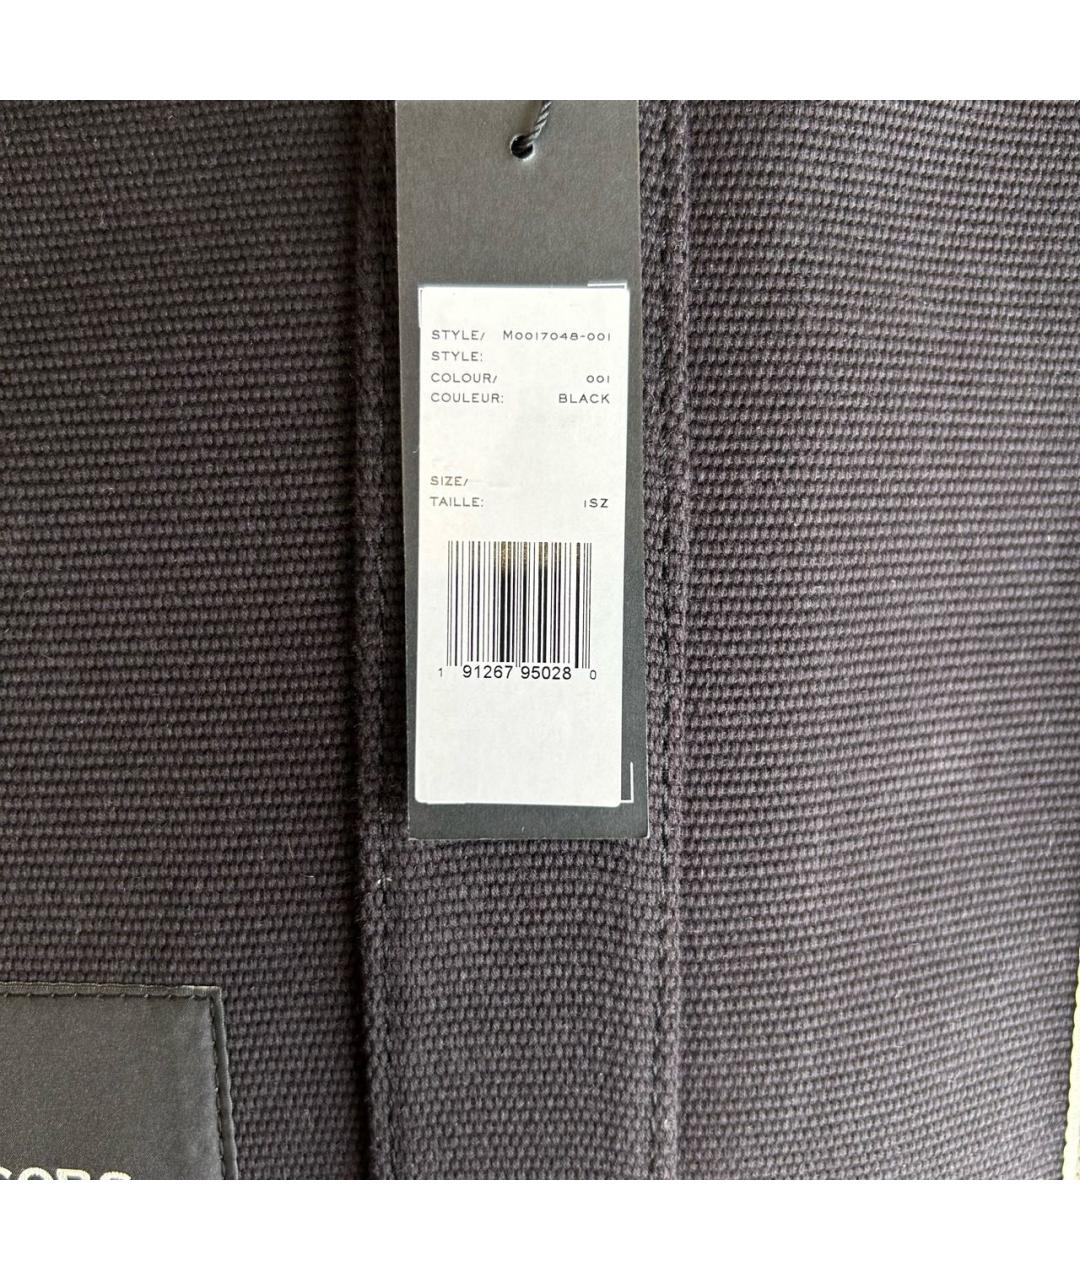 STYLE/ M0017048-001
STYLE:
COLOUR/ 001
COULEUR: BLACK
SIZE/
TAILLE: 1SZ
1 91267 95028 0